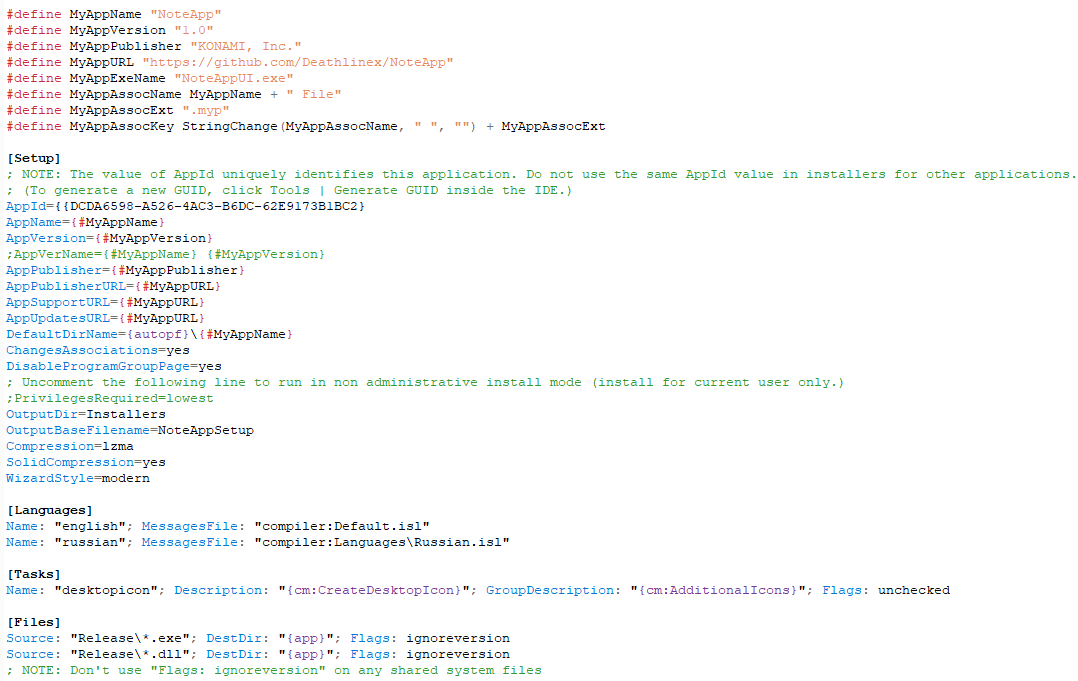 #define MyAppName "NoteApp"
#define MyAppVersion "1.0"
#define MyAppPublisher "KONAMI, Inc."
#define MyAppURL "https://github.com/Deathlinex/NoteApp"
#define MyAppExeName "NoteAppUI.exe"
#define MyAppAssocName MyAppName + " File"
#define MyAppAssocExt ".myp"
#define MyAppAssocKey StringChange(MyAppAssocName, " ", "") + MyAppAssocExt
[Setup]
; NOTE: The value of AppId uniquely identifies this application. Do not use the same AppId value in installers for other applications.
; (To generate a new GUID, click Tools | Generate GUID inside the IDE.)
AppId={{DCDA6598-A526-4AC3-B6DC-62E9173B1BC2}
AppName={#MyAppName}
AppVersion={#MyAppVersion}
;AppVerName={#MyAppName} {#MyAppVersion}
AppPublisher={#MyAppPublisher}
AppPublisherURL={#MyAppURL}
AppSupportURL={#MyAppURL}
AppUpdatesURL={#MyAppURL}
DefaultDirName={autopf}\{#MyAppName}
ChangesAssociations=yes
DisableProgramGroupPage=yes
; Uncomment the following line to run in non administrative install mode (install for current user only.)
;PrivilegesRequired=lowest
OutputDir=Installers
OutputBaseFilename=NoteAppSetup
Compression=lzma
SolidCompression=yes
WizardStyle=modern
[Languages]
Name: "english"; MessagesFile: "compiler:Default.isl"
Name: "russian"; MessagesFile: "compiler:Languages\Russian.isl"
[Tasks]
Name: "desktopicon"; Description: "{cm:CreateDesktopIcon}"; GroupDescription: "{cm:AdditionalIcons}"; Flags: unchecked
[Files]
Source: "Release\*.exe"; DestDir: "{app}"; Flags: ignoreversion
Source: "Release\*.dll"; DestDir: "{app}"; Flags: ignoreversion
; NOTE: Don't use "Flags: ignoreversion" on any shared system files